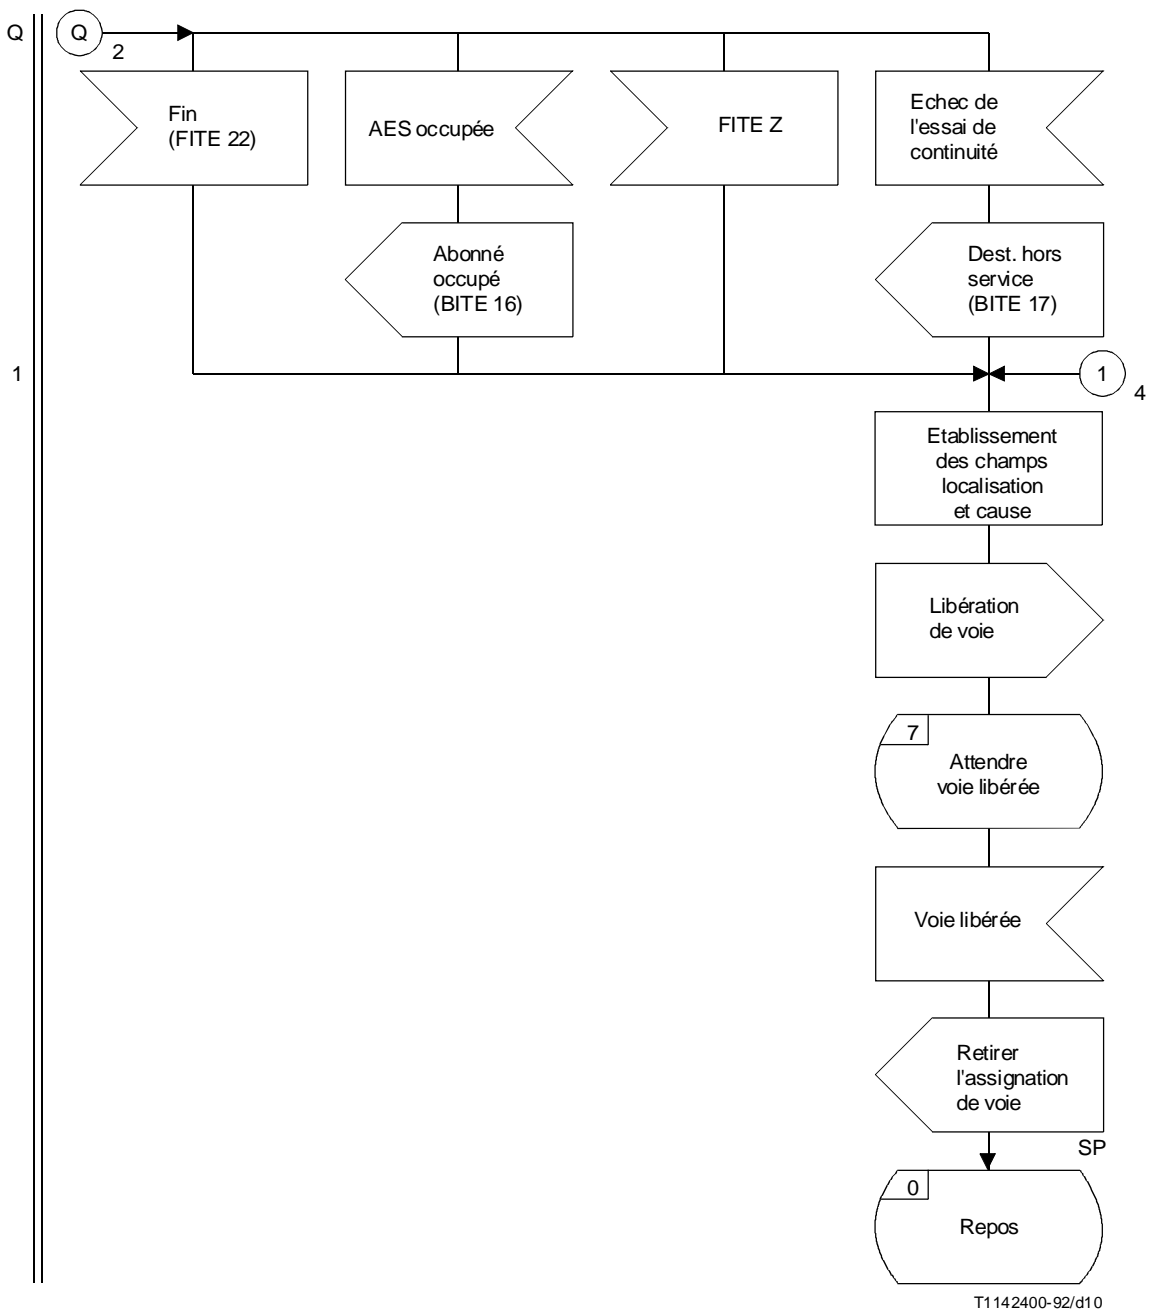 Q
Q
2
Fin
(FITE 22)
AES occupée
FITE Z
Echec de
l'essai de
continuité
Abonné
occupé
(BITE 16)
Dest. hors
service
(BITE 17)
1
1
4
Etablissement
des champs
localisation
et cause
Libération
de voie
7
Attendre
voie libérée
Voie libérée
Retirer
l'assignation
de voie
SP
0
Repos
T1142400-92/d10